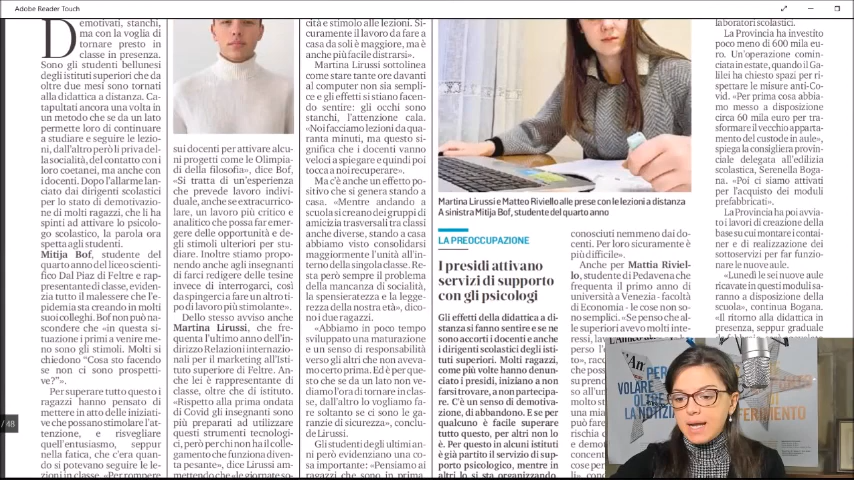 Adobe Reader Touch
Demotivati, stanchi,
ma con la voglia di
tornare presto in
classe in presenza.
Sono gli studenti bellunesi
degli istituti superiori che da
oltre due mesi sono tornati
alla didattica a distanza. Ca-
tapultati ancora una volta in
un metodo che se da un lato
permette loro di continuare
a studiare e seguire le lezio-
ni, dall'altro però li priva del-
la socialità, del contatto con i
loro coetanei, ma anche con
i docenti. Dopo l'allarme lan-
ciato dai dirigenti scolastici
per lo stato di demotivazio-
ne di molti ragazzi, che li ha
spinti ad attivare lo psicolo-
go scolastico, la parola ora
spetta agli studenti.
Mitija Bof, studente del
quarto anno del liceo scientifi-
co Dal Piaz di Feltre e rap-
presentante di classe, eviden-
zia tutto il malessere che l'e-
pidemia sta creando in molti
suoi colleghi. Bof non può na-
scondere che «in questa si-
tuazione i primi a venire me-
no sono gli stimoli. Molti si
chiedono "Cosa sto facendo
se non ci sono prospetti-
ve?"».
Per superare tutto questo i
ragazzi hanno pensato di
mettere in atto delle iniziati-
ve che possano stimolare l'at-
tenzione, e risvegliare
quell'entusiasmo, seppur
nella fatica, che c'era quan-
do si potevano seguire le le-
zioni in classe. «Per rompere
sui docenti per attivare alcu-
ni progetti come le Olimpia-
di della filosofia», dice Bof,
«Si tratta di un'esperienza
che prevede lavoro indivi-
duale, anche se extracurrico-
lare, un lavoro più critico e
analitico che possa far emer-
gere delle opportunità e de-
gli stimoli ulteriori per stu-
diare. Inoltre stiamo propo-
nendo anche agli insegnanti
di farci redigere delle tesine
invece di interrogarci, così
da spingerci a fare un altro ti-
po di lavoro più stimolante».
Dello stesso avviso anche
Martina Lirussi, che fre-
quenta l'ultimo anno dell'in-
dirizzo Relazioni internazio-
nali per il marketing all'Isti-
tuto superiore di Feltre. An-
che lei è rappresentante di
classe, oltre che di istituto.
«Rispetto alla prima ondata
di Covid gli insegnanti sono
più preparati ad utilizzare
questi strumenti tecnologi-
ci, però per chi non ha il colle-
gamento che funziona diven-
ta pesante», dice Lirussi am-
mettendo che «le giornate so-
cità e stimolo alle lezioni. Si-
curamente il lavoro da fare a
casa da soli è maggiore, ma è
anche più facile distrarsi».
Martina Lirussi sottolinea
come stare tante ore davanti
al computer non sia sempli-
ce e gli effetti si stiano facen-
do sentire: gli occhi sono
stanchi, l'attenzione cala.
«Noi facciamo lezioni da qua-
ranta minuti, ma questo si-
gnifica che i docenti vanno
veloci a spiegare e quindi poi
tocca a noi recuperare».
Ma c'è anche un effetto po-
sitivo che si genera stando a
casa. «Mentre andando a
scuola si creano dei gruppi di
amicizia trasversali tra classi
anche diverse, stando a casa
abbiamo visto consolidarsi
maggiormente l'unità all'in-
terno della singola classe. Re-
sta però sempre il problema
della mancanza di socialità,
la spensieratezza e la legge-
rezza della nostra età», dico-
no i due ragazzi.
«Abbiamo in poco tempo
sviluppato una maturazione
e un senso di responsabilità
verso gli altri che non aveva-
mo certo prima. Ed è per que-
sto che se da un lato non ve-
diamo l'ora di tornare in clas-
se, dall'altro lo vogliamo fa-
re soltanto se ci sono le ga-
ranzie di sicurezza», conclu-
de Lirussi.
Gli studenti degli ultimi an-
ni però evidenziano una co-
sa importante: «Pensiamo ai
ragazzi che sono in prima,
Martina Lirussi e Matteo Riviello alle prese con le lezioni a distanza
A sinistra Mitija Bof, studente del quarto anno
LA PREOCCUPAZIONE
I presidi attivano
servizi di supporto
con gli psicologi
Gli effetti della didattica a di-
stanza si fanno sentire e se ne
sono accorti i docenti e anche
i dirigenti scolastici degli isti-
tuti superiori. Molti ragazzi,
come più volte hanno denun-
ciato i presidi, iniziano a non
farsi trovare, a non partecipa-
re. C'è un senso di demotiva-
zione, di abbandono. E se per
qualcuno è facile superare
tutto questo, per altri non lo
è. Per questo in alcuni istituti
è già partito il servizio di sup-
porto psicologico, mentre in
altri lo si sta organizzando.
conosciuti nemmeno dai do-
centi. Per loro sicuramente è
più difficile».
Anche per Mattia Riviel-
lo, studente di Pedavena che
frequenta il primo anno di
università a Venezia - facoltà
di Economia - le cose non so-
no semplici. «Se penso che al-
le superiori avevo molti inte-
laboratori scolastici.
La Provincia ha investito
poco meno di 600 mila eu-
ro. Un'operazione comin-
ciata in estate, quando il Ga-
lilei ha chiesto spazi per ri-
spettare le misure anti-Co-
vid. «Per prima cosa abbia-
mo messo a disposizione
circa 60 mila euro per tra-
sformare il vecchio apparta-
mento del custode in aule»,
spiega la consigliera provin-
ciale delegata all'edilizia
scolastica, Serenella Boga-
na. «Poi ci siamo attivati
per l'acquisto dei moduli
prefabbricati».
La Provincia ha poi avvia-
to i lavori di creazione della
base su cui montare i contai-
ner e di realizzazione dei
sottoservizi per far funzio-
nare le nuove aule.
«Lunedì le sei nuove aule
ricavate in questi moduli sa-
ranno a disposizione della
scuola», continua Bogana.
«Il ritorno alla didattica in
presenza, seppur graduale
/ 48
VOLARE
OLTRE
LA NOTIZI